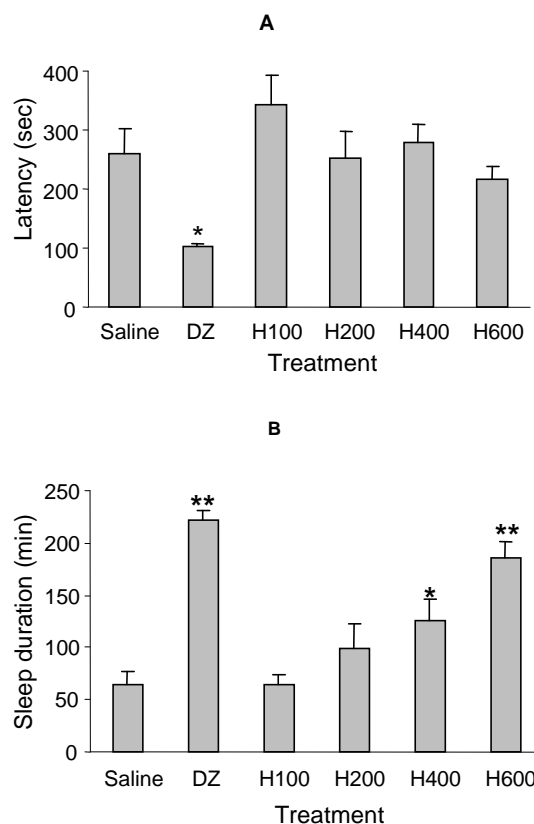 A
Latency (sec)
400
300
200
100
0
*
Saline DZ H100 H200 H400 H600
Treatment
B
Sleep duration (min)
250
200
150
100
50
0
**
*
**
Saline DZ H100 H200 H400 H600
Treatment